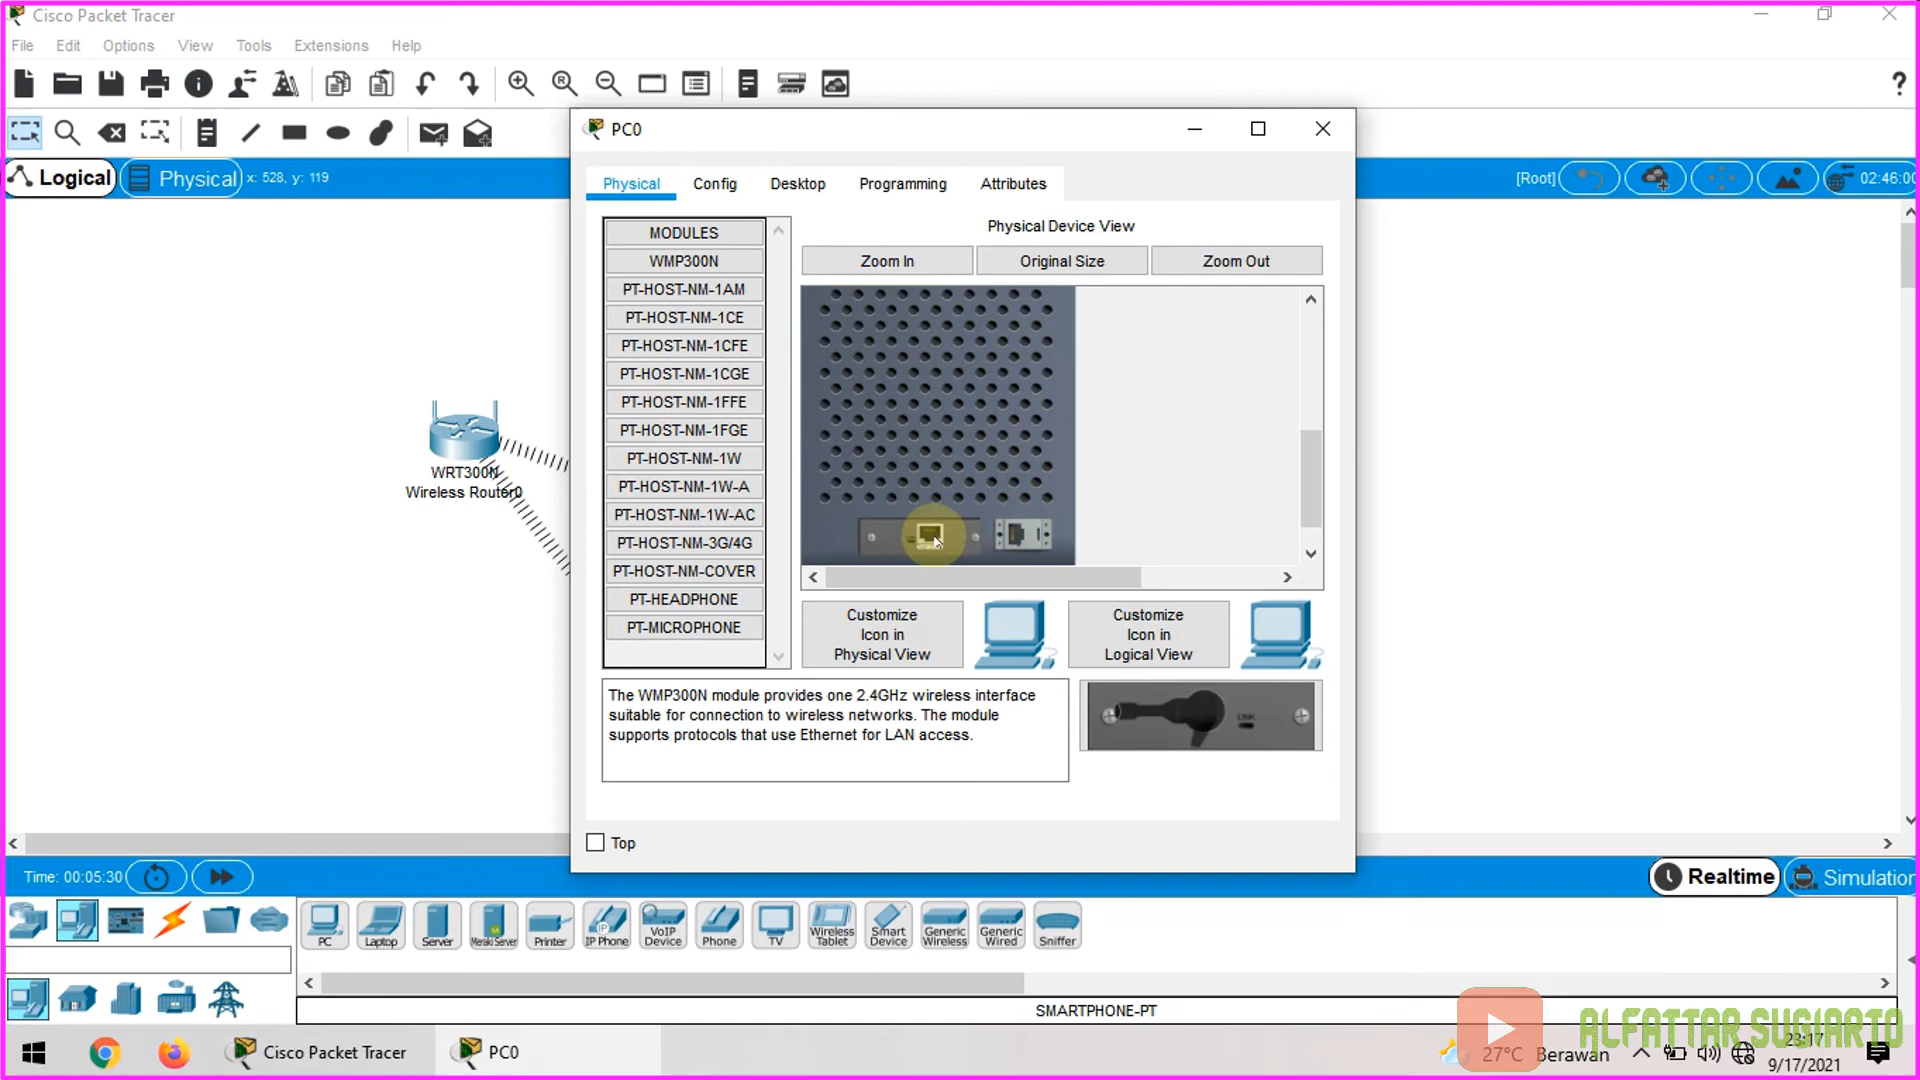 Cisco Packet Tracer
File Edit Options View Tools Extensions Help
Logical Physical x: 528, y: 119
[Root] 02:46:00
PC0
Physical Config Desktop Programming Attributes
MODULES
WMP300N
PT-HOST-NM-1AM
PT-HOST-NM-1CE
PT-HOST-NM-1CFE
PT-HOST-NM-1CGE
PT-HOST-NM-1FFE
PT-HOST-NM-1FGE
PT-HOST-NM-1W
PT-HOST-NM-1W-A
PT-HOST-NM-1W-AC
PT-HOST-NM-3G/4G
PT-HOST-NM-COVER
PT-HEADPHONE
PT-MICROPHONE
Physical Device View
Zoom In Original Size Zoom Out
Customize
Icon in
Physical View
Customize
Icon in
Logical View
The WMP300N module provides one 2.4GHz wireless interface
suitable for connection to wireless networks. The module
supports protocols that use Ethernet for LAN access.
LINK
Top
WRT300N
Wireless Router0
Time: 00:05:30
Realtime Simulation
PC Laptop Server Meraki Server Printer IP Phone VoIP Device Phone TV Wireless Tablet Smart Device Generic Wireless Generic Wired Sniffer
SMARTPHONE-PT
ALFATTAR SUGIARTO
Cisco Packet Tracer PC0
27°C Berawan
23:17
9/17/2021